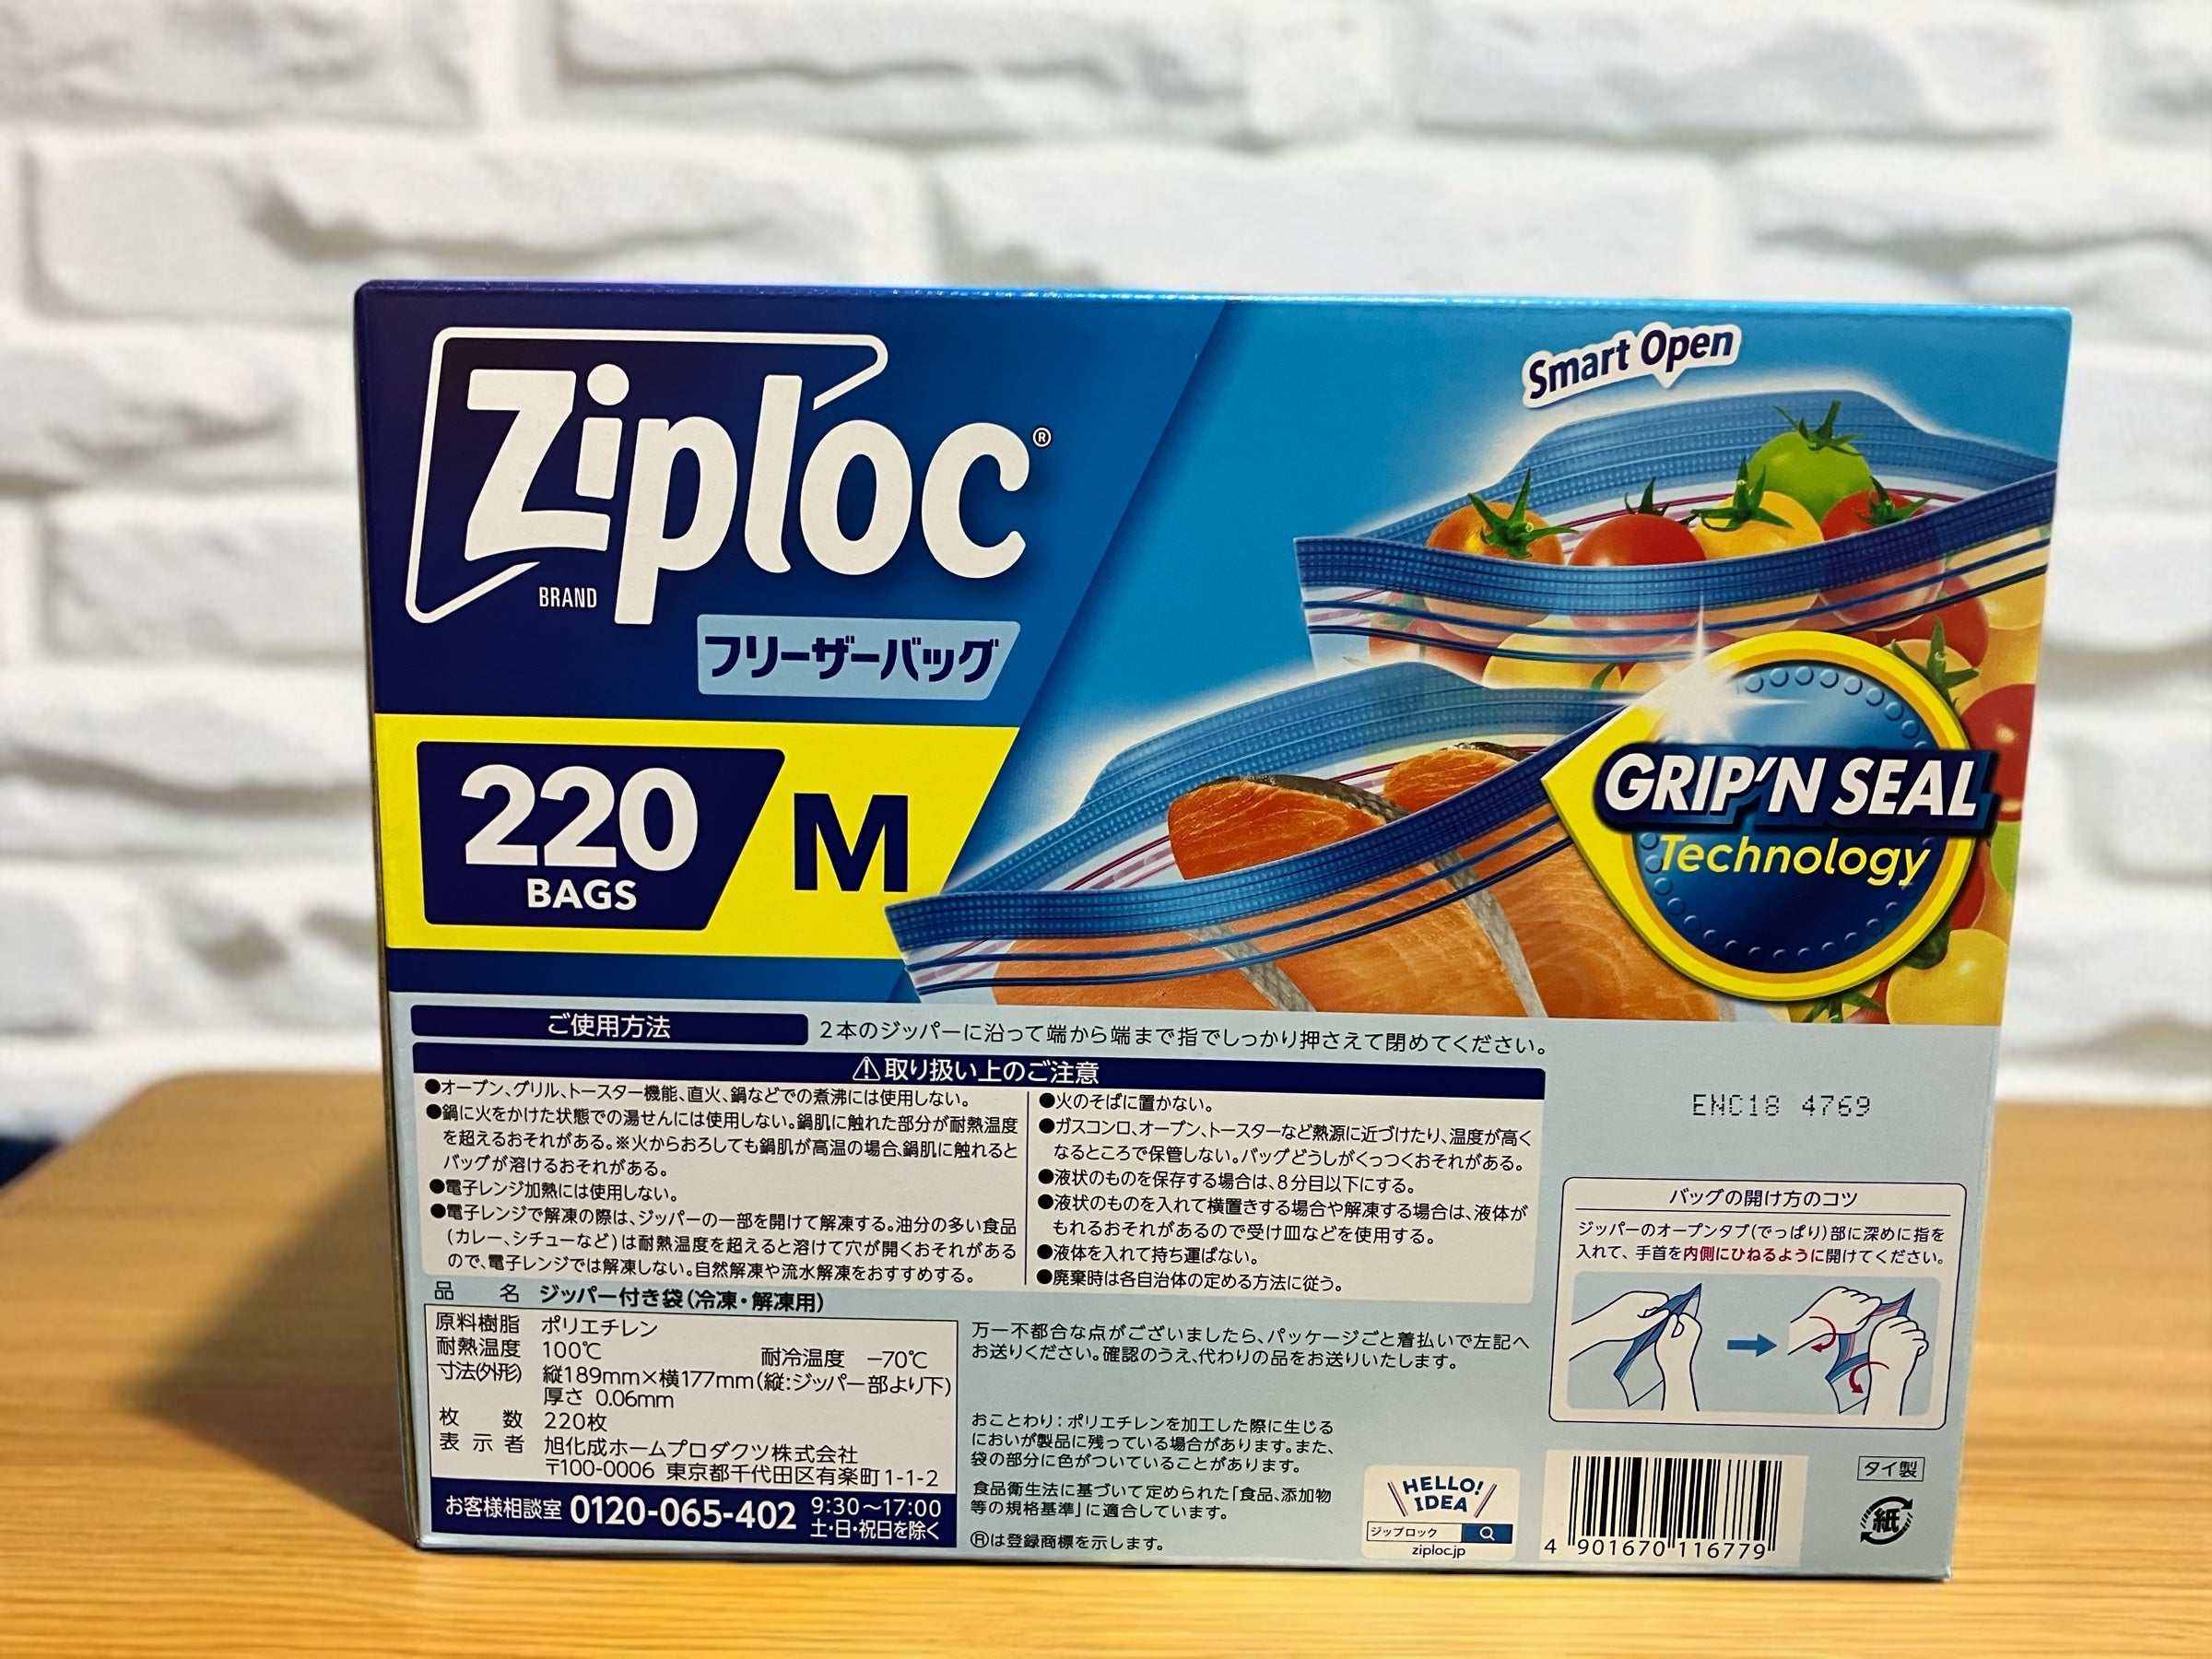 Ziploc®
BRAND
フリーザーバッグ
220
BAGS
M
Smart Open
GRIP'N SEAL
Technology
ご使用方法
2本のジッパーに沿って端から端まで指でしっかり押さえて閉めてください。
⚠取り扱い上のご注意
●オーブン、グリル、トースター機能、直火、鍋などでの煮沸には使用しない。
●鍋に火をかけた状態での湯せんには使用しない。鍋肌に触れた部分が耐熱温度
を超えるおそれがある。※火からおろしても鍋肌が高温の場合、鍋肌に触れると
バッグが溶けるおそれがある。
●電子レンジ加熱には使用しない。
●電子レンジで解凍の際は、ジッパーの一部を開けて解凍する。油分の多い食品
(カレー、シチューなど)は耐熱温度を超えると溶けて穴が開くおそれがある
ので、電子レンジでは解凍しない。自然解凍や流水解凍をおすすめする。
●火のそばに置かない。
●ガスコンロ、オーブン、トースターなど熱源に近づけたり、温度が高く
なるところで保管しない。バッグどうしがくっつくおそれがある。
●液状のものを保存する場合は、8分目以下にする。
●液状のものを入れて横置きする場合や解凍する場合は、液体が
もれるおそれがあるので受け皿などを使用する。
●液体を入れて持ち運ばない。
●廃棄時は各自治体の定める方法に従う。
ENC18 4769
バッグの開け方のコツ
ジッパーのオープンタブ(でっぱり)部に深めに指を
入れて、手首を内側にひねるように開けてください。
品名 ジッパー付き袋(冷凍・解凍用)
原料樹脂 ポリエチレン
耐熱温度 100℃ 耐冷温度 −70℃
寸法(外形) 縦189mm×横177mm(縦:ジッパー部より下)
厚さ 0.06mm
枚数 220枚
表示者 旭化成ホームプロダクツ株式会社
〒100-0006 東京都千代田区有楽町1-1-2
お客様相談室 0120-065-402 9:30〜17:00
土・日・祝日を除く
万一不都合な点がございましたら、パッケージごと着払いで左記へ
お送りください。確認のうえ、代わりの品をお送りいたします。
おことわり:ポリエチレンを加工した際に生じる
においが製品に残っている場合があります。また、
袋の部分に色がついていることがあります。
食品衛生法に基づいて定められた「食品、添加物
等の規格基準」に適合しています。
Ⓡは登録商標を示します。
HELLO!
IDEA
ジップロック
ziploc.jp
4 901670 116779
タイ製
紙